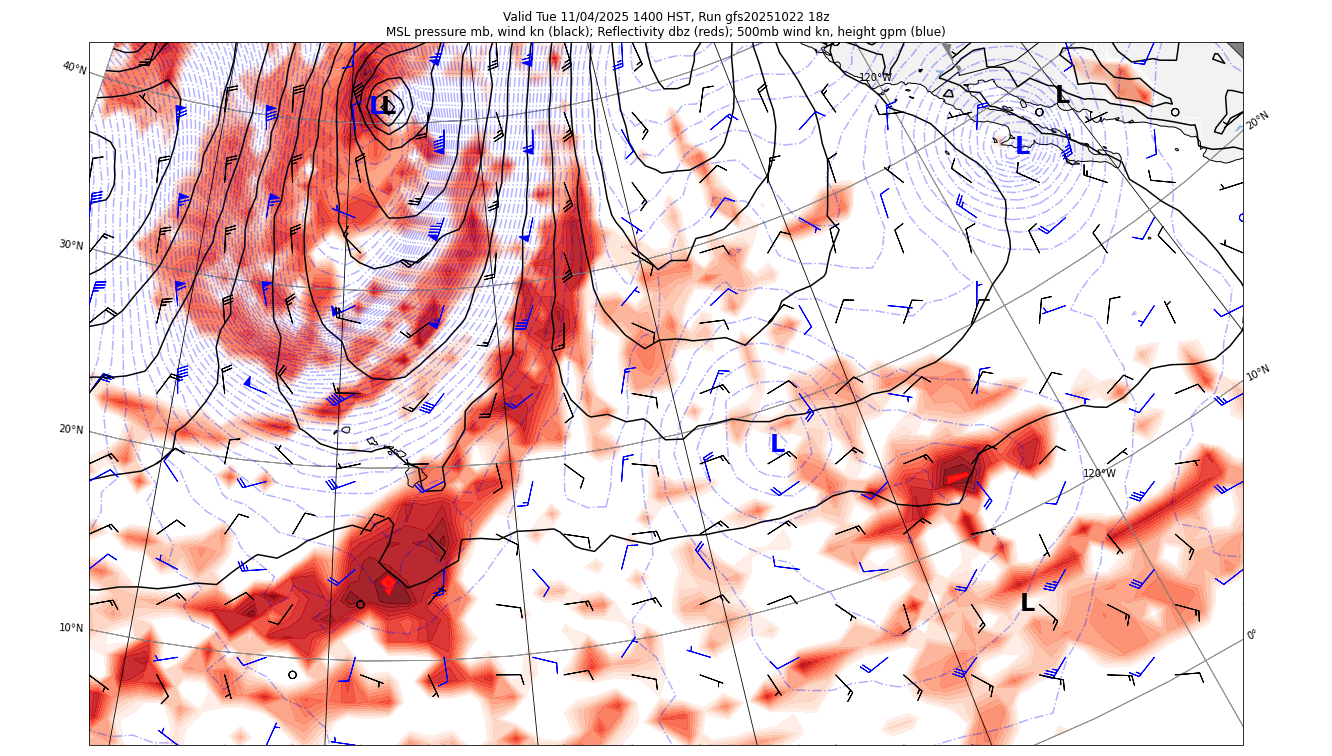 Valid Tue 11/04/2025 1400 HST, Run gfs20251022 18z
MSL pressure mb, wind kn (black); Reflectivity dbz (reds); 500mb wind kn, height gpm (blue)
40°N
120°W
20°N
L
L
L
L
30°N
10°N
20°N
L
120°W
10°N
L
0°